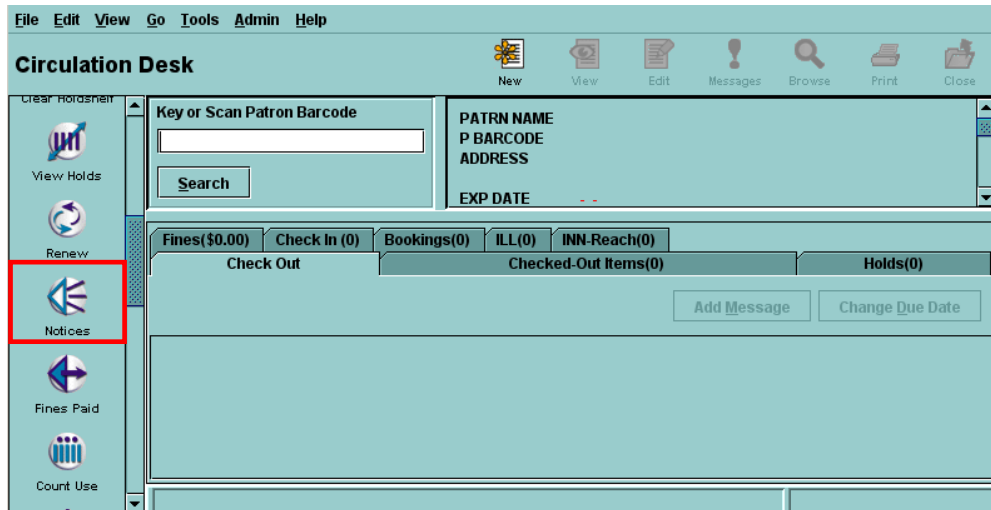 File Edit View Go Tools Admin Help
Circulation Desk
New View Edit Messages Browse Print Close
Clear Holdshelf
View Holds
Renew
Notices
Fines Paid
Count Use
Key or Scan Patron Barcode
Search
PATRN NAME
P BARCODE
ADDRESS
EXP DATE - -
Fines($0.00) Check In (0) Bookings(0) ILL(0) INN-Reach(0)
Check Out Checked-Out Items(0) Holds(0)
Add Message Change Due Date